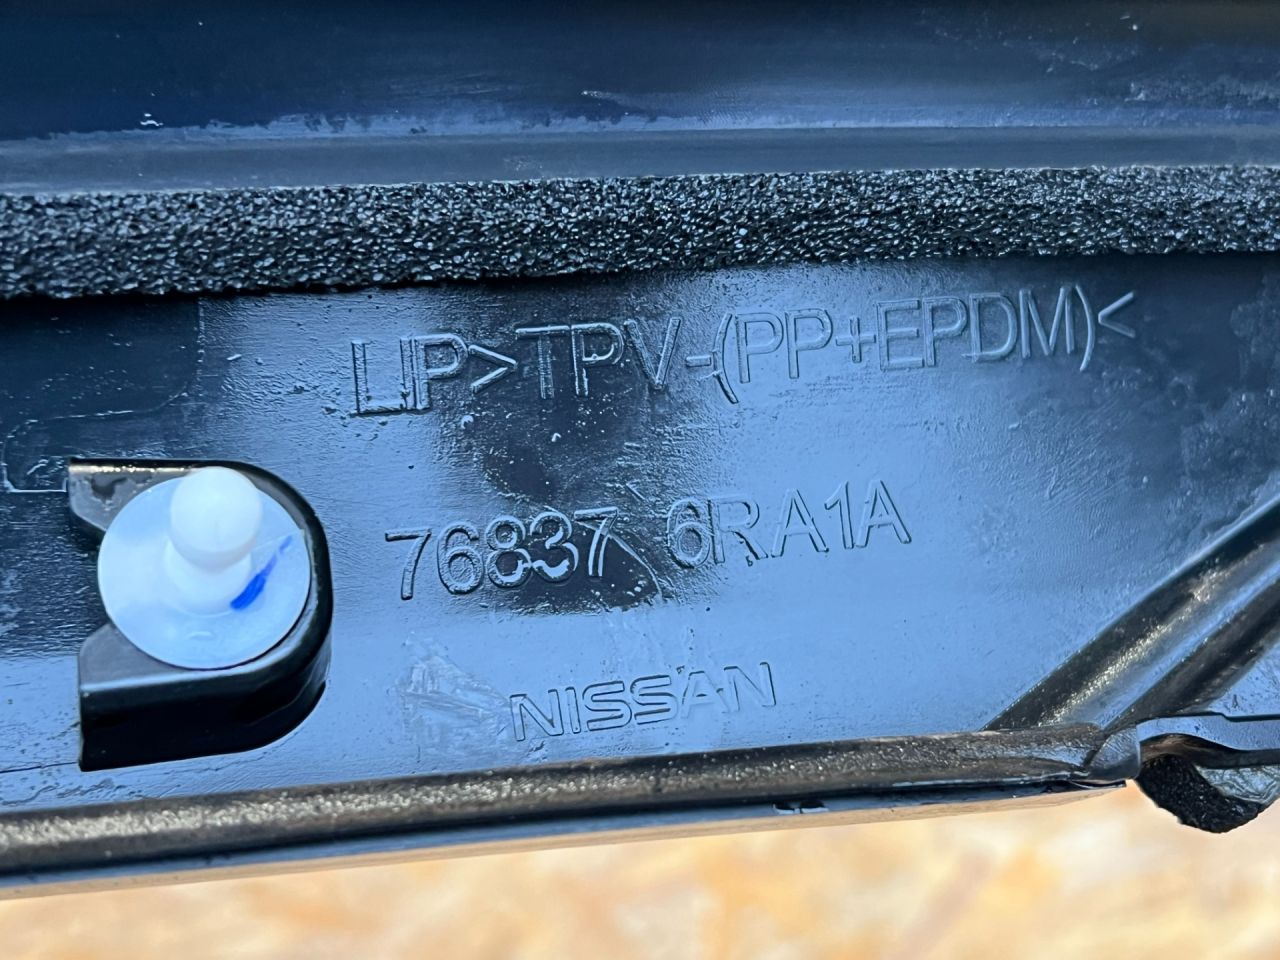 LIP>TPV-(PP+EPDM)<
76837 6RA1A
NISSAN